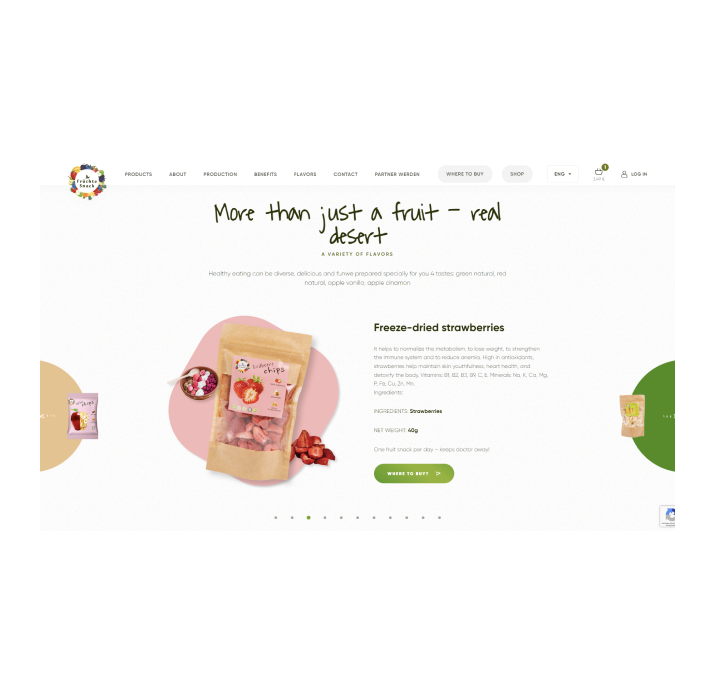 Früchte
Snack
PRODUCTS ABOUT PRODUCTION BENEFITS FLAVORS CONTACT PARTNER WERDEN WHERE TO BUY SHOP ENG 1 LOG IN
More than just a fruit – real
desert
A VARIETY OF FLAVORS
Healthy eating can be diverse, delicious and funwe prepared specially for you 4 tastes: green natural, red
natural, apple vanilla, apple cinamon
Freeze-dried strawberries
It helps to normalize the metabolism, to lose weight, to strengthen
the immune system and to reduce anemia. High in antioxidants,
strawberries help maintain skin youthfulness, heart health, and
detoxify the body. Vitamins: B1, B2, B3, B9, C, E. Minerals: Na, K, Ca, Mg,
P, Fe, Cu, Zn, Mn.
Ingredients:
INGREDIENTS: Strawberries
NET WEIGHT: 40g
One fruit snack per day – keeps doctor away!
WHERE TO BUY?
Erdbeere
chips